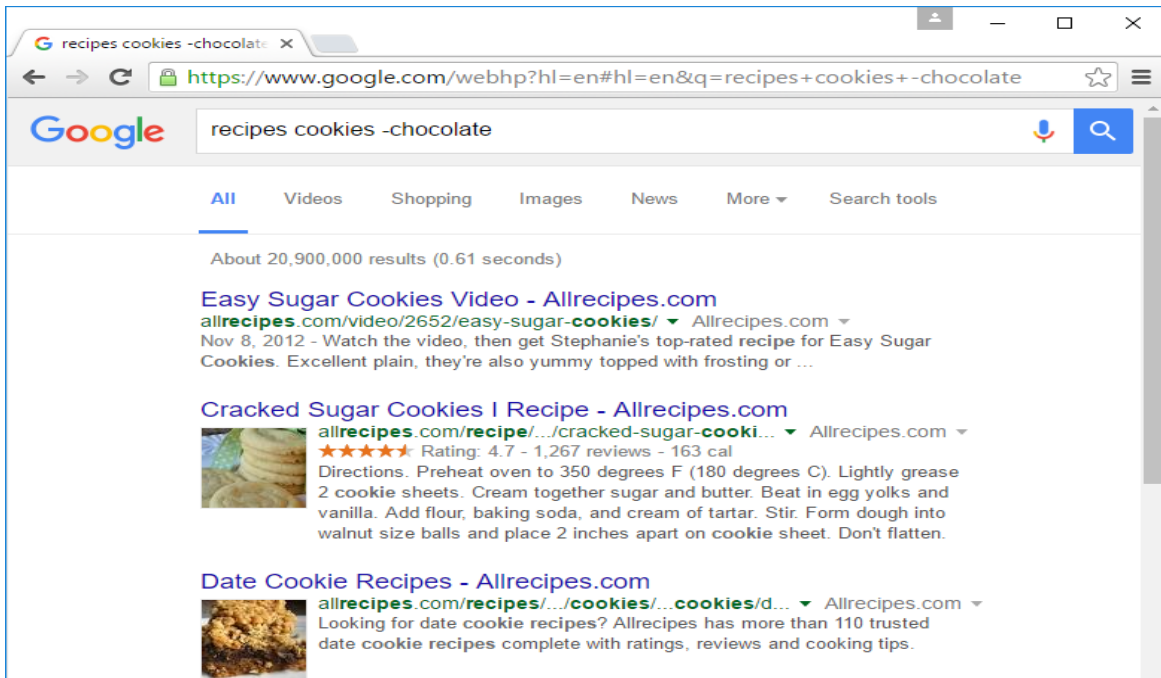 recipes cookies -chocolate
https://www.google.com/webhp?hl=en#hl=en&q=recipes+cookies+-chocolate
Google recipes cookies -chocolate
All Videos Shopping Images News More Search tools
About 20,900,000 results (0.61 seconds)
Easy Sugar Cookies Video - Allrecipes.com
allrecipes.com/video/2652/easy-sugar-cookies/ Allrecipes.com
Nov 8, 2012 - Watch the video, then get Stephanie's top-rated recipe for Easy Sugar
Cookies. Excellent plain, they're also yummy topped with frosting or ...
Cracked Sugar Cookies I Recipe - Allrecipes.com
allrecipes.com/recipe/.../cracked-sugar-cooki... Allrecipes.com
Rating: 4.7 - 1,267 reviews - 163 cal
Directions. Preheat oven to 350 degrees F (180 degrees C). Lightly grease
2 cookie sheets. Cream together sugar and butter. Beat in egg yolks and
vanilla. Add flour, baking soda, and cream of tartar. Stir. Form dough into
walnut size balls and place 2 inches apart on cookie sheet. Don't flatten.
Date Cookie Recipes - Allrecipes.com
allrecipes.com/recipes/.../cookies/...cookies/d... Allrecipes.com
Looking for date cookie recipes? Allrecipes has more than 110 trusted
date cookie recipes complete with ratings, reviews and cooking tips.